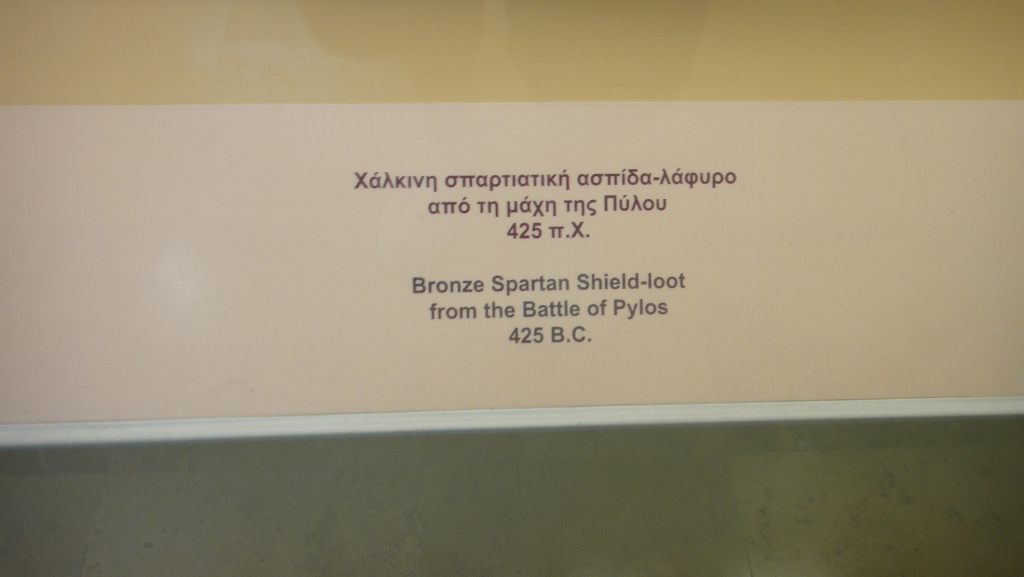 Χάλκινη σπαρτιατική ασπίδα-λάφυρο
από τη μάχη της Πύλου
425 π.Χ.
Bronze Spartan Shield-loot
from the Battle of Pylos
425 B.C.